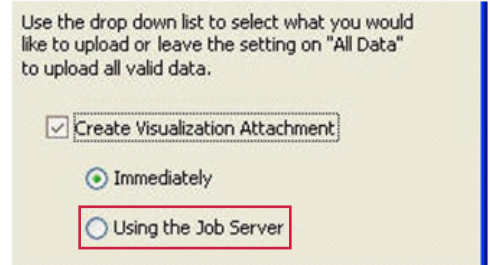 Use the drop down list to select what you would
like to upload or leave the setting on "All Data"
to upload all valid data.
Create Visualization Attachment
Immediately
Using the Job Server